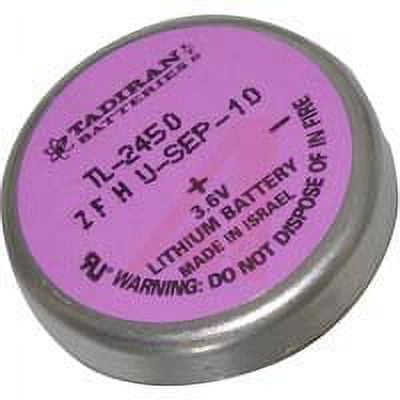 TADIRAN
BATTERIES
TL-2450
Z F H U-SEP-10
+ −
3.6V
LITHIUM BATTERY
MADE IN ISRAEL
WARNING: DO NOT DISPOSE OF IN FIRE